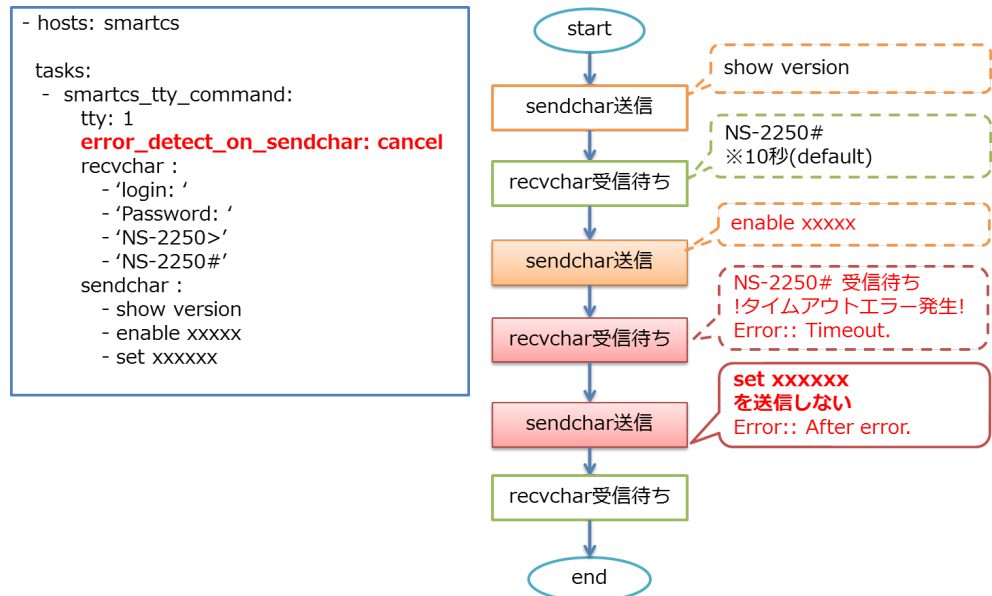 - hosts: smartcs
tasks:
- smartcs_tty_command:
tty: 1
error_detect_on_sendchar: cancel
recvchar :
- ‘login: ‘
- ‘Password: ‘
- ‘NS-2250>’
- ‘NS-2250#’
sendchar :
- show version
- enable xxxxx
- set xxxxxx
start
sendchar送信
show version
recvchar受信待ち
NS-2250#
※10秒(default)
sendchar送信
enable xxxxx
recvchar受信待ち
NS-2250# 受信待ち
!タイムアウトエラー発生!
Error:: Timeout.
sendchar送信
set xxxxxx
を送信しない
Error:: After error.
recvchar受信待ち
end